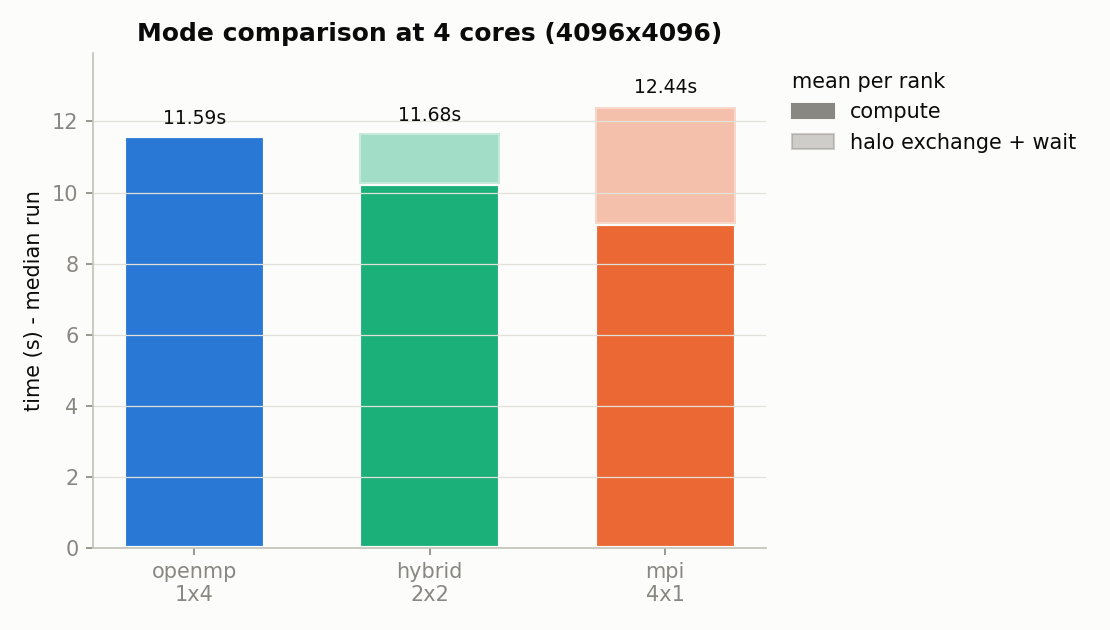 Mode comparison at 4 cores (4096x4096)
mean per rank
compute
halo exchange + wait
11.59s
11.68s
12.44s
time (s) - median run
12
10
8
6
4
2
0
openmp
1x4
hybrid
2x2
mpi
4x1